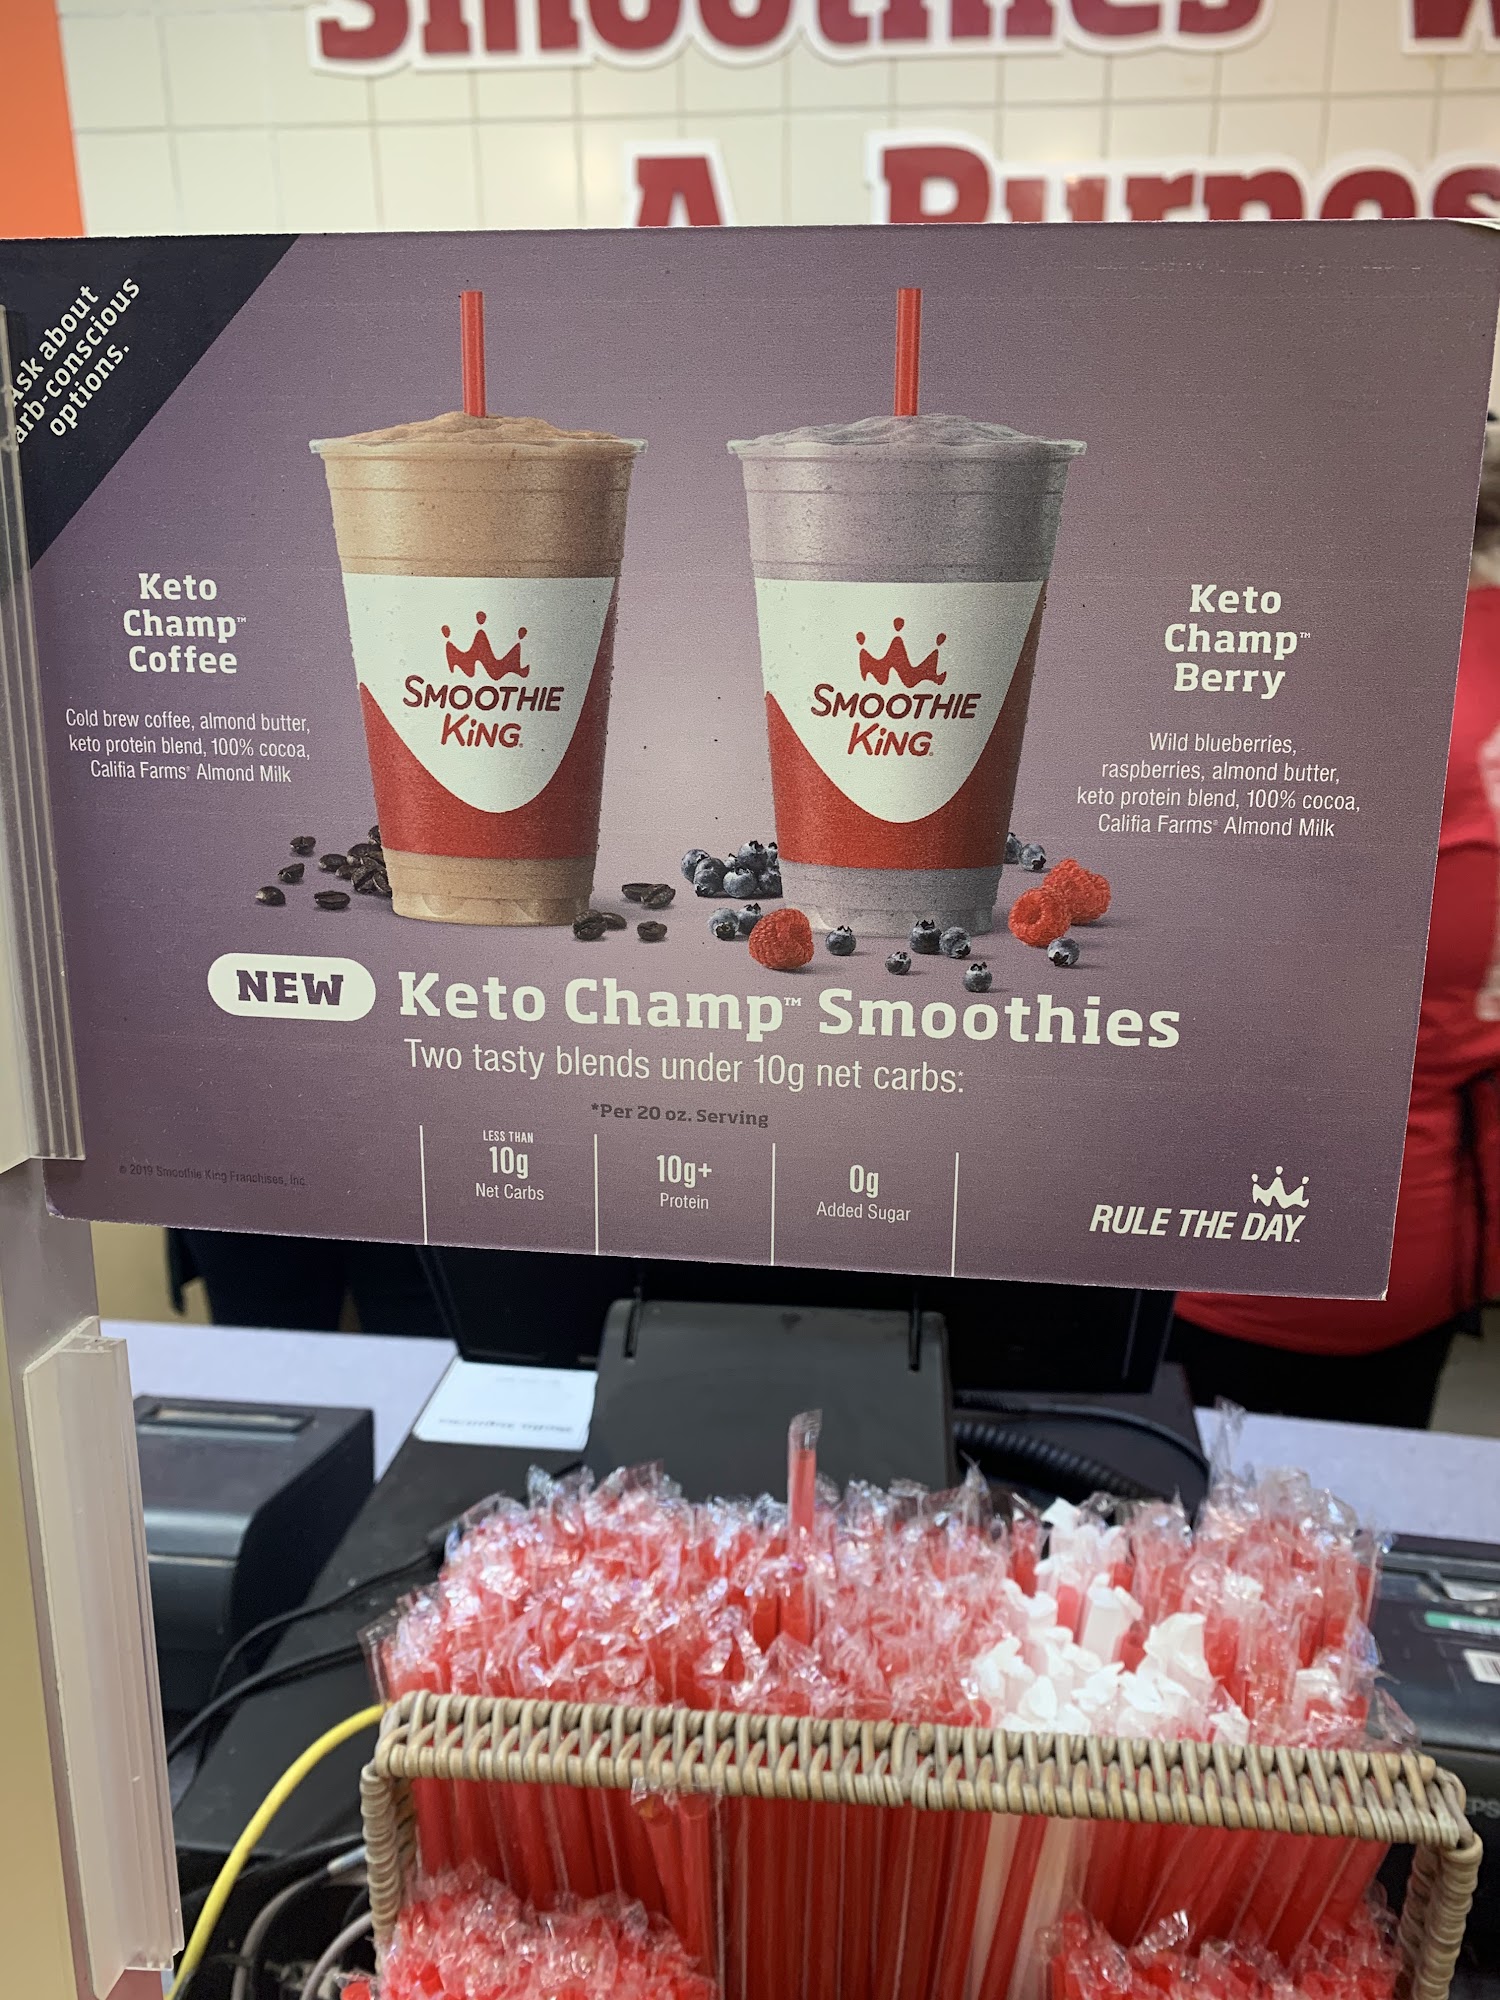 Smoothies W
A Purpos
Ask about
carb-conscious
options.
Keto
Champ™
Coffee
Cold brew coffee, almond butter,
keto protein blend, 100% cocoa,
Califia Farms® Almond Milk
SMOOTHIE
KiNG®
SMOOTHIE
KiNG®
Keto
Champ™
Berry
Wild blueberries,
raspberries, almond butter,
keto protein blend, 100% cocoa,
Califia Farms® Almond Milk
NEW Keto Champ™ Smoothies
Two tasty blends under 10g net carbs*
*Per 20 oz. Serving
© 2019 Smoothie King Franchises, Inc.
LESS THAN
10g
Net Carbs
10g+
Protein
0g
Added Sugar
RULE THE DAY™